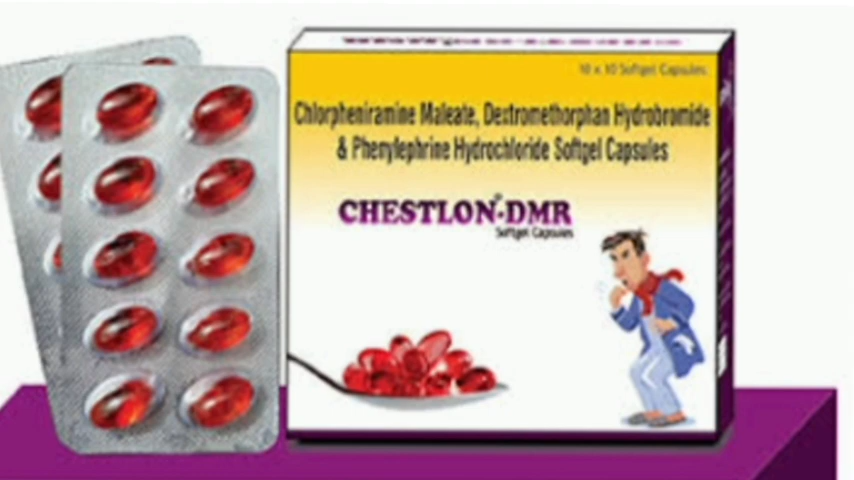 10 x 10 Softgel Capsules
Chlorpheniramine Maleate, Dextromethorphan Hydrobromide
& Phenylephrine Hydrochloride Softgel Capsules
CHESTLON®-DMR
Softgel Capsules